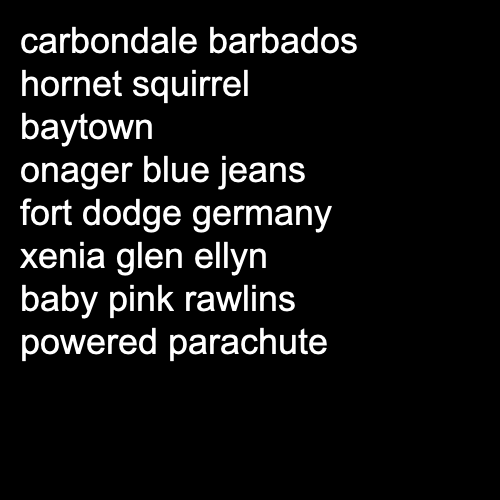 carbondale barbados
hornet squirrel
baytown
onager blue jeans
fort dodge germany
xenia glen ellyn
baby pink rawlins
powered parachute